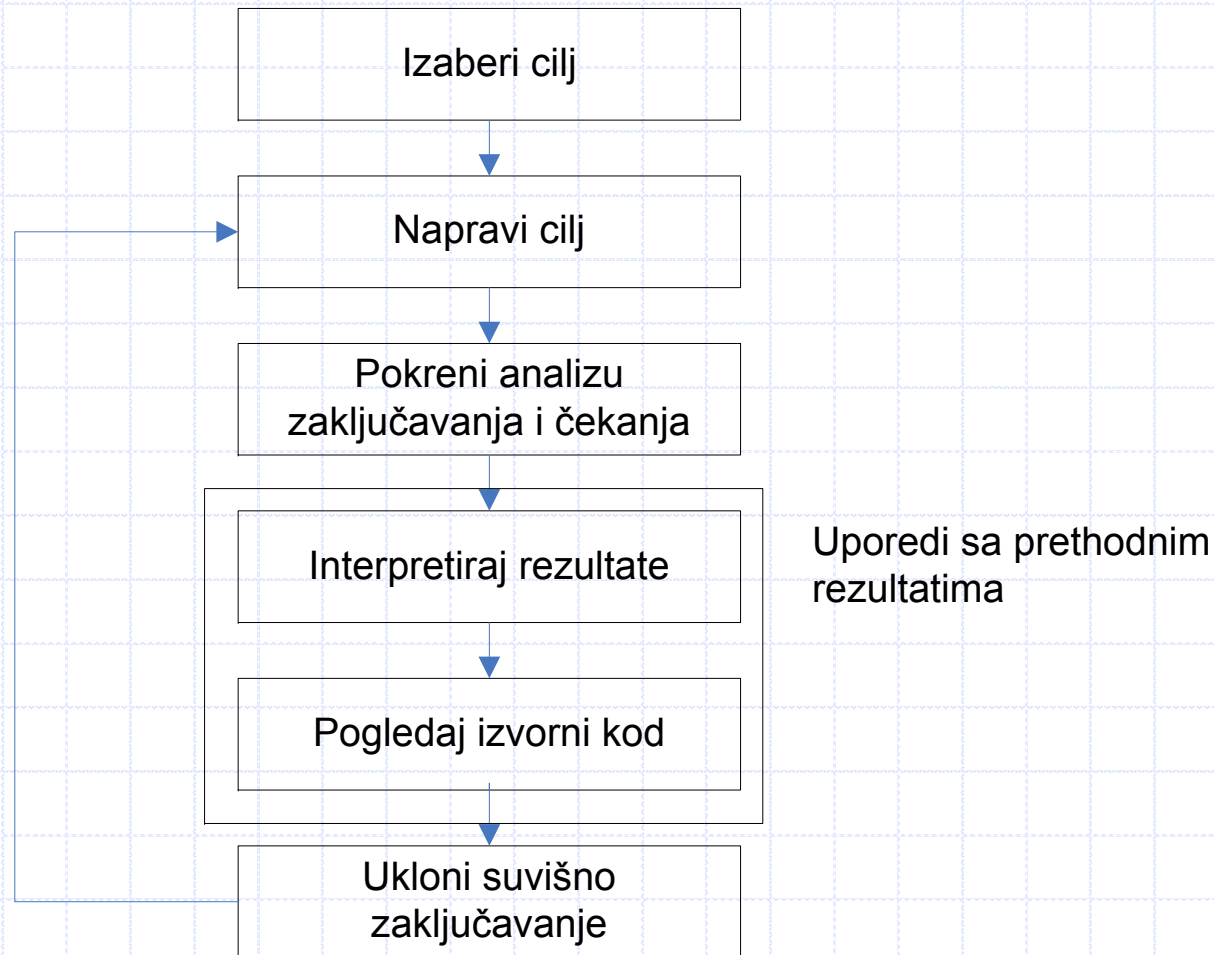 Izaberi cilj
Napravi cilj
Pokreni analizu
zaključavanja i čekanja
Interpretiraj rezultate
Uporedi sa prethodnim
rezultatima
Pogledaj izvorni kod
Ukloni suvišno
zaključavanje